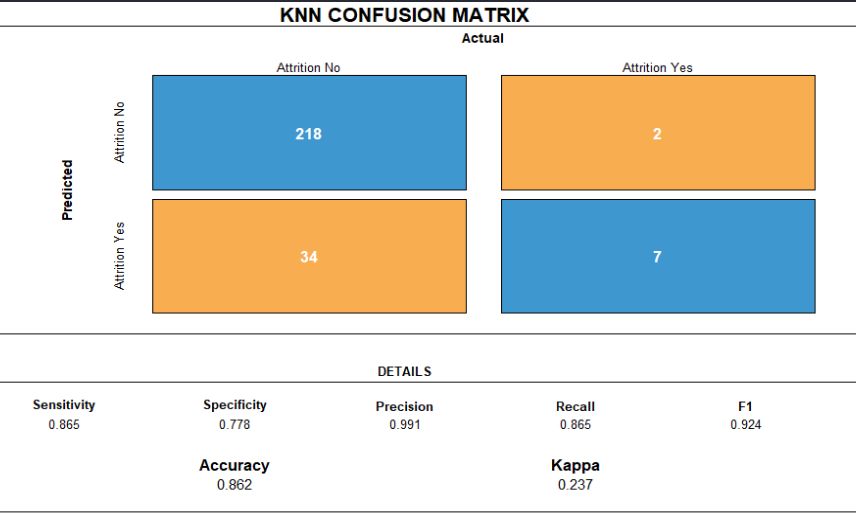 KNN CONFUSION MATRIX
Actual
Attrition No Attrition Yes
Predicted
Attrition No
218 2
Attrition Yes
34 7
DETAILS
Sensitivity Specificity Precision Recall F1
0.865 0.778 0.991 0.865 0.924
Accuracy Kappa
0.862 0.237